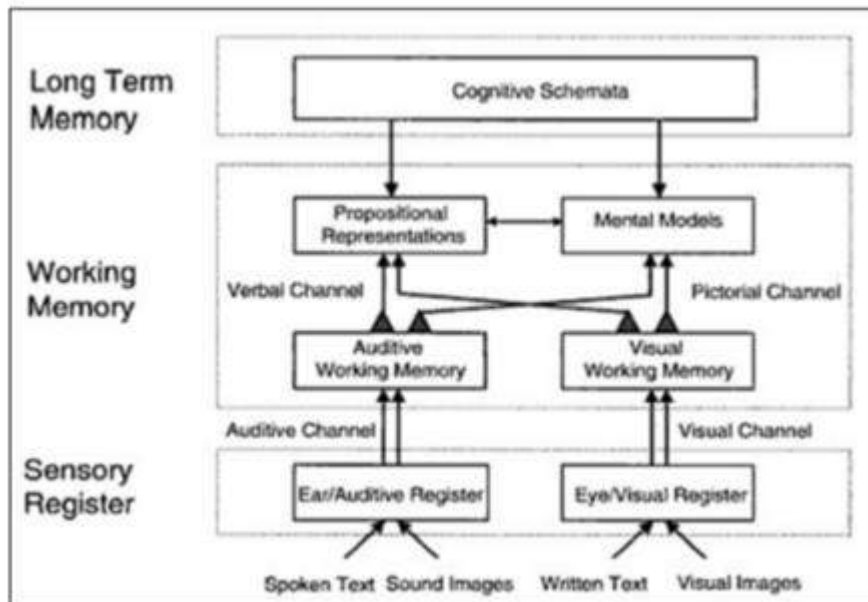 Long Term
Memory
Cognitive Schemata
Working
Memory
Propositional
Representations
Mental Models
Verbal Channel
Pictorial Channel
Auditive
Working Memory
Visual
Working Memory
Auditive Channel
Visual Channel
Sensory
Register
Ear/Auditive Register
Eye/Visual Register
Spoken Text
Sound Images
Written Text
Visual Images